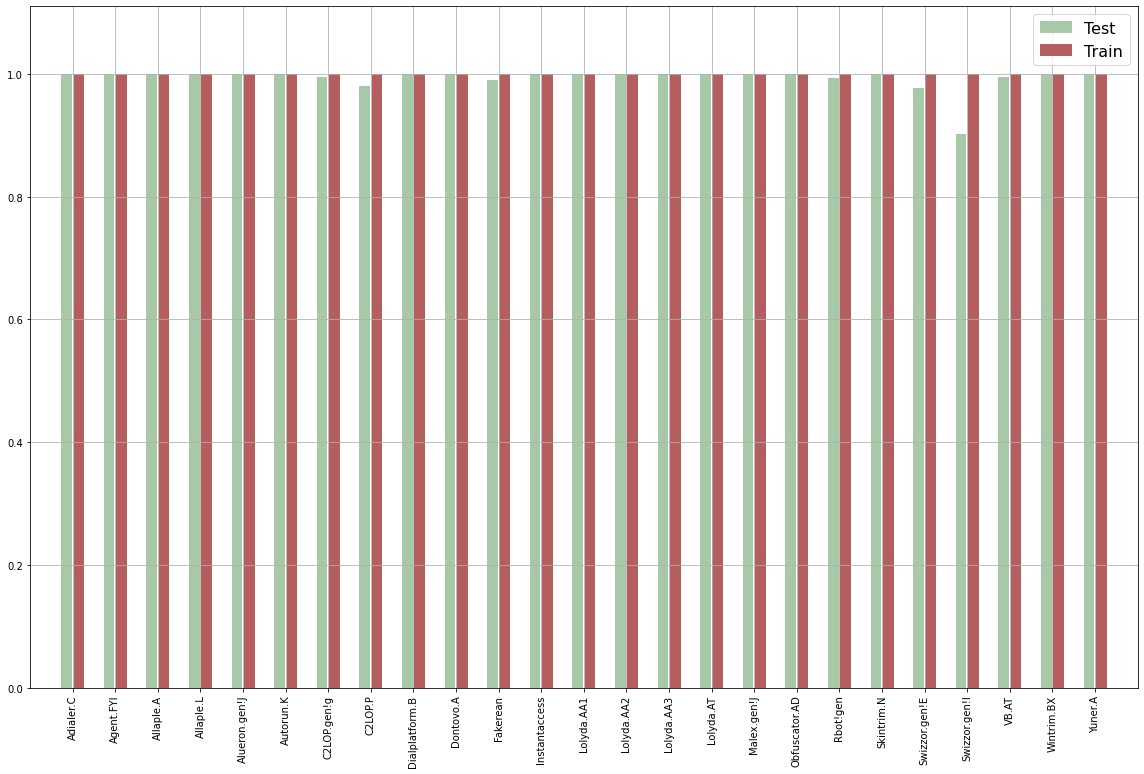 Test
Train
1.0
0.8
0.6
0.4
0.2
0.0
Adialer.C
Agent.FYI
Allaple.A
Allaple.L
Alueron.gen!J
Autorun.K
C2LOP.gen!g
C2LOP.P
Dialplatform.B
Dontovo.A
Fakerean
Instantaccess
Lolyda.AA1
Lolyda.AA2
Lolyda.AA3
Lolyda.AT
Malex.gen!J
Obfuscator.AD
Rbot!gen
Skintrim.N
Swizzor.gen!E
Swizzor.gen!I
VB.AT
Wintrim.BX
Yuner.A